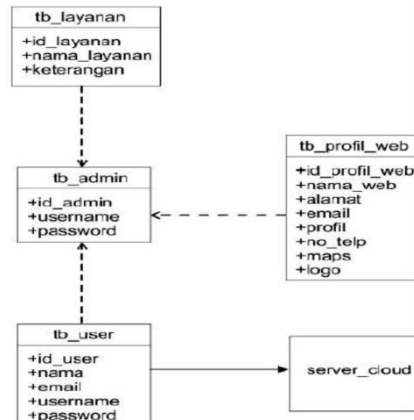 tb_layanan
+id_layanan
+nama_layanan
+keterangan
tb_admin
+id_admin
+username
+password
tb_profil_web
+id_profil_web
+nama_web
+alamat
+email
+profil
+no_telp
+maps
+logo
tb_user
+id_user
+nama
+email
+username
+password
server_cloud